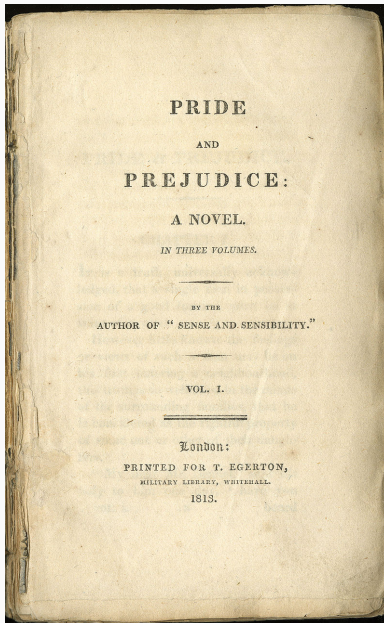 PRIDE
AND
PREJUDICE:
A NOVEL.
IN THREE VOLUMES.
BY THE
AUTHOR OF “ SENSE AND SENSIBILITY.”
VOL. I.
London:
PRINTED FOR T. EGERTON,
MILITARY LIBRARY, WHITEHALL.
1813.